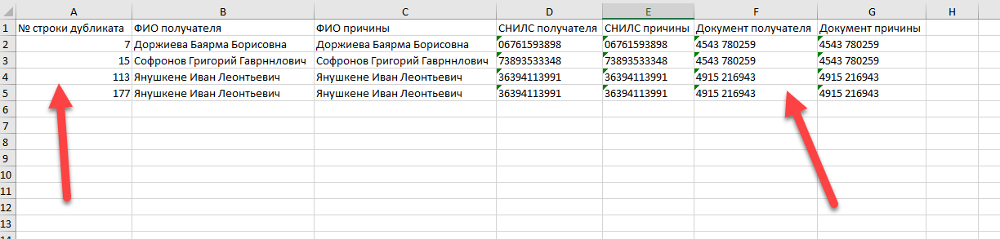 A B C D E F G H
1 № строки дубликата ФИО получателя ФИО причины СНИЛС получателя СНИЛС причины Документ получателя Документ причины
2 7 Доржиева Баярма Борисовна Доржиева Баярма Борисовна 06761593898 06761593898 4543 780259 4543 780259
3 15 Софронов Григорий Гаврннлович Софронов Григорий Гаврннлович 73893533348 73893533348 4543 780259 4543 780259
4 113 Янушкене Иван Леонтьевич Янушкене Иван Леонтьевич 36394113991 36394113991 4915 216943 4915 216943
5 177 Янушкене Иван Леонтьевич Янушкене Иван Леонтьевич 36394113991 36394113991 4915 216943 4915 216943
6
7
8
9
10
11
12
13
14